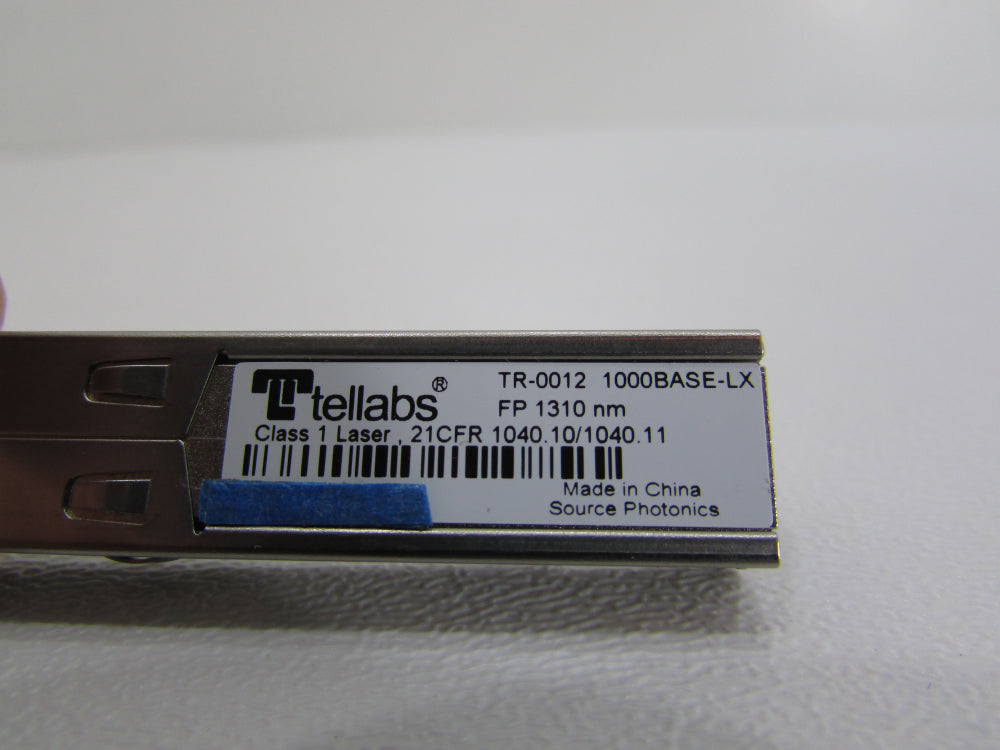 tellabs® TR-0012 1000BASE-LX
FP 1310 nm
Class 1 Laser , 21CFR 1040.10/1040.11
Made in China
Source Photonics